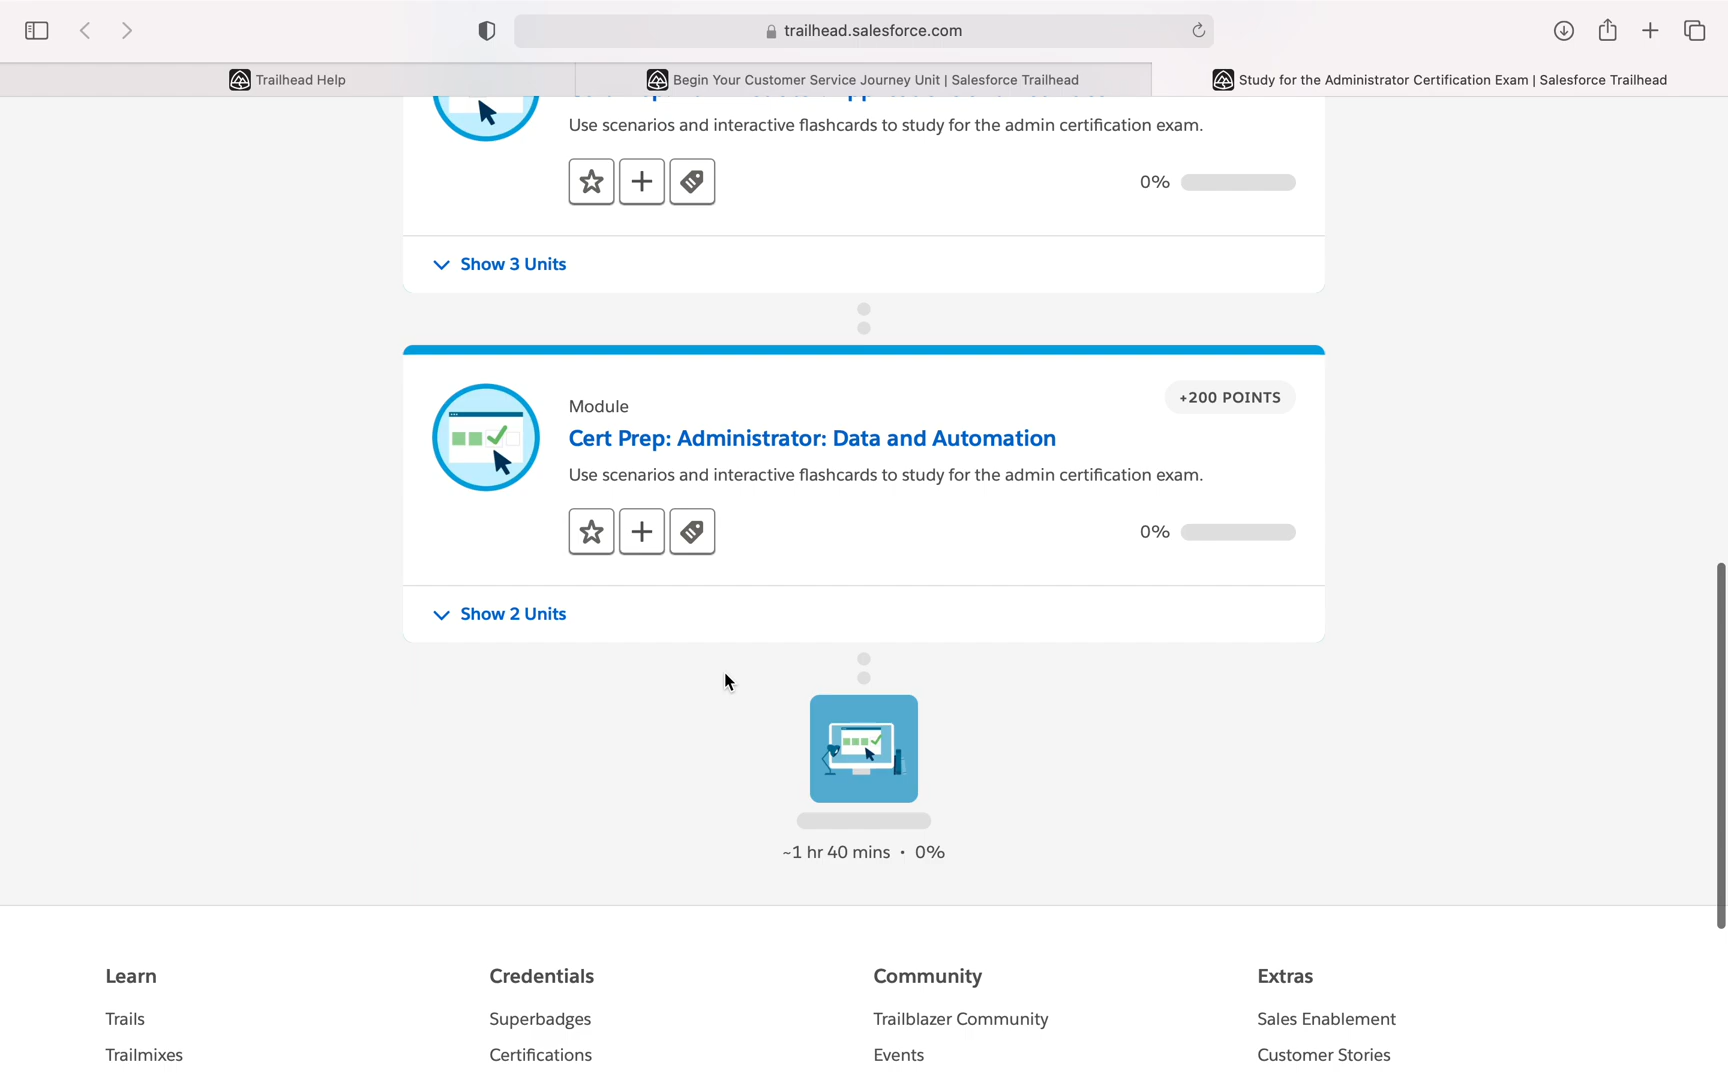 trailhead.salesforce.com
Trailhead Help
Begin Your Customer Service Journey Unit | Salesforce Trailhead
Study for the Administrator Certification Exam | Salesforce Trailhead
Use scenarios and interactive flashcards to study for the admin certification exam.
0%
Show 3 Units
+200 POINTS
Module
Cert Prep: Administrator: Data and Automation
Use scenarios and interactive flashcards to study for the admin certification exam.
0%
Show 2 Units
~1 hr 40 mins • 0%
Learn
Credentials
Community
Extras
Trails
Superbadges
Trailblazer Community
Sales Enablement
Trailmixes
Certifications
Events
Customer Stories